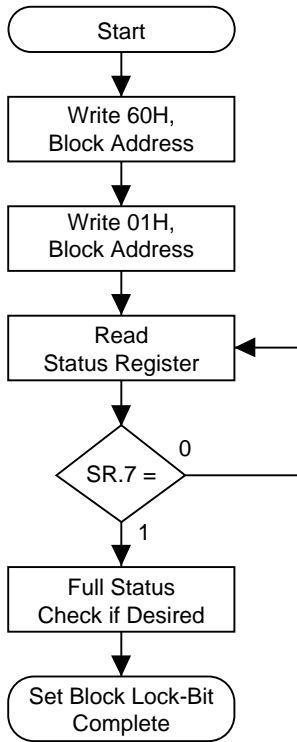 Start
Write 60H,
Block Address
Write 01H,
Block Address
Read
Status Register
0
SR.7 =
1
Full Status
Check if Desired
Set Block Lock-Bit
Complete